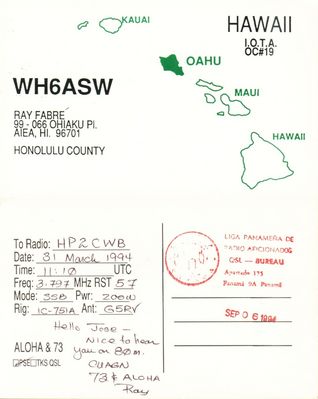 KAUAI
HAWAII
I.O.T.A.
OC#19
OAHU
WH6ASW
MAUI
RAY FABRE
99 - 066 OHIAKU Pl.
AIEA, HI. 96701
HAWAII
HONOLULU COUNTY
To Radio: HP2CWB
Date: 31 March 1994
Time: 11:10 UTC
Freq: 3.797 MHz RST 57
Mode: SSB Pwr: 200W
Rig: IC-751A Ant: G5RV
Hello Jose -
Nice to hear
you on 80m.
CUAGN
73 & ALOHA
Ray
ALOHA & 73
PSE TKS QSL
LIGA PANAMEÑA DE
RADIO AFICIONADOS
QSL - BUREAU
Apartado 175
Panamá 9A Panamá
SEP 06 1994